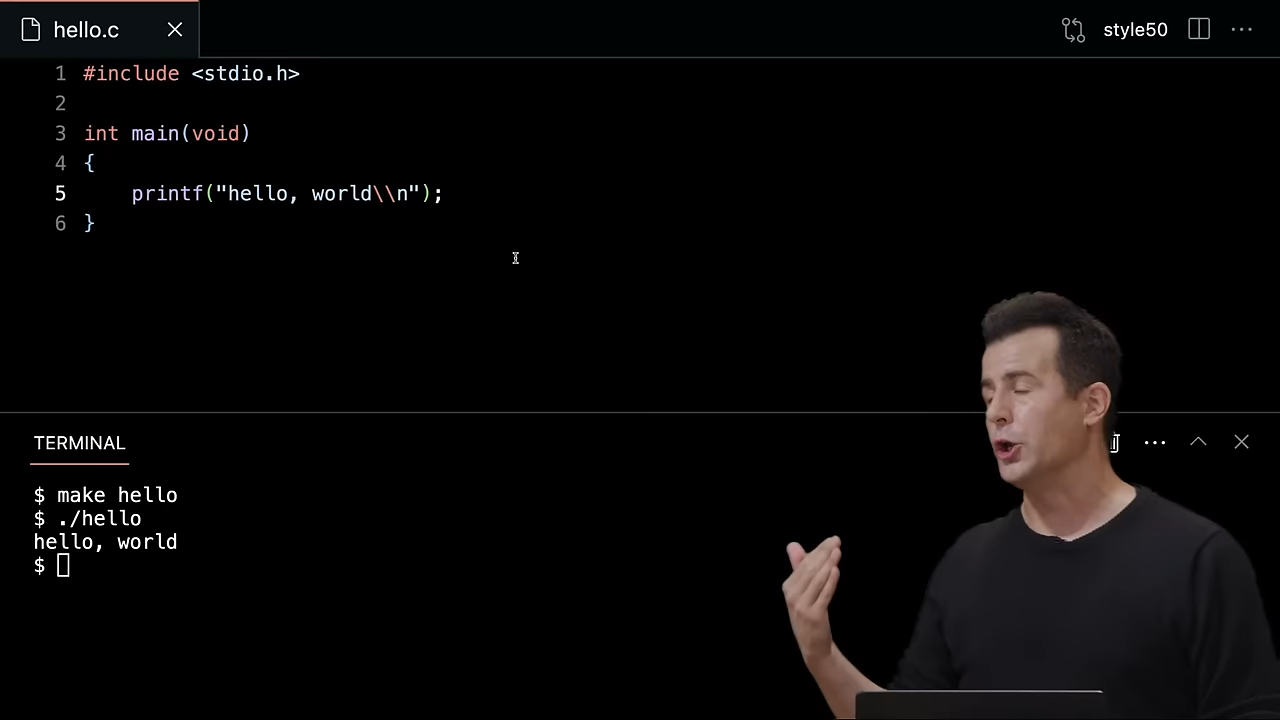 hello.c
style50
1 #include <stdio.h>
2
3 int main(void)
4 {
5     printf("hello, world\\n");
6 }
TERMINAL
$ make hello
$ ./hello
hello, world
$